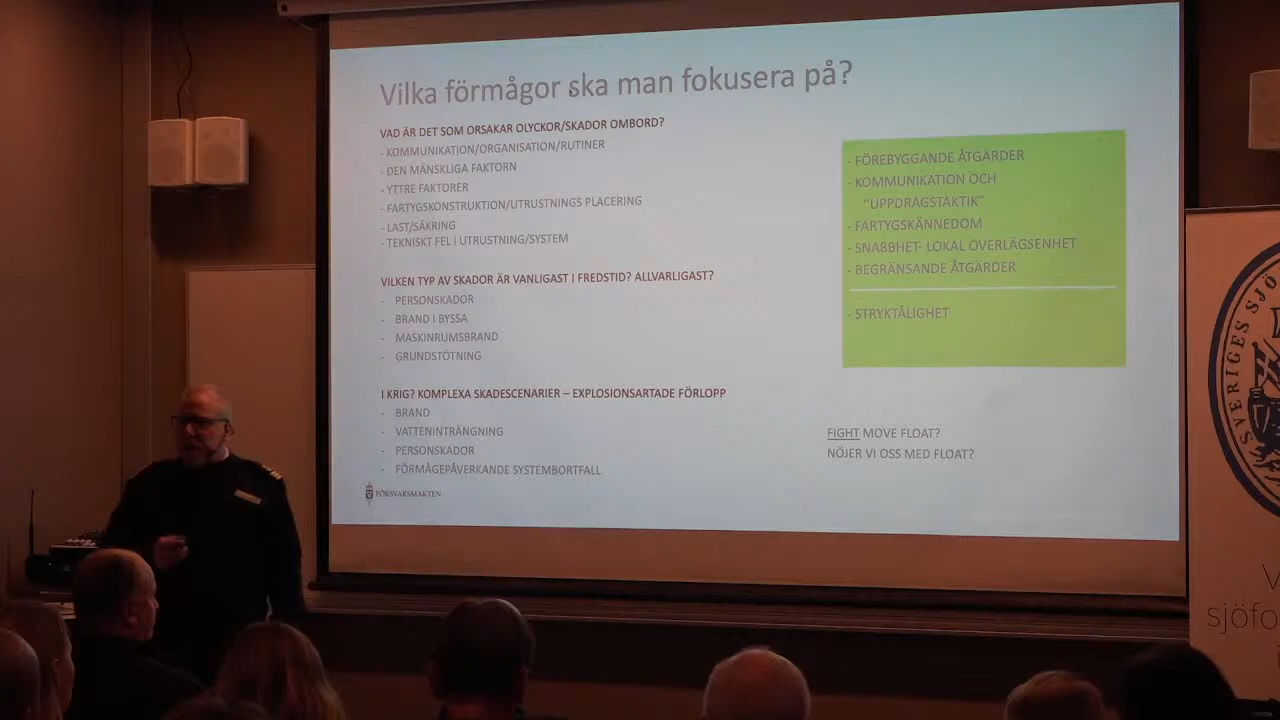 Vilka förmågor ska man fokusera på?
VAD ÄR DET SOM ORSAKAR OLYCKOR/SKADOR OMBORD?
- KOMMUNIKATION/ORGANISATION/RUTINER
- DEN MÄNSKLIGA FAKTORN
- YTTRE FAKTORER
- FARTYGSKONSTRUKTION/UTRUSTNINGS PLACERING
- LAST/SÄKRING
- TEKNISKT FEL I UTRUSTNING/SYSTEM
VILKEN TYP AV SKADOR ÄR VANLIGAST I FREDSTID? ALLVARLIGAST?
- PERSONSKADOR
- BRAND I BYSSA
- MASKINRUMSBRAND
- GRUNDSTÖTNING
I KRIG? KOMPLEXA SKADESCENARIER – EXPLOSIONSARTADE FÖRLOPP
- BRAND
- VATTENINTRÄNGNING
- PERSONSKADOR
- FÖRMÅGEPÅVERKANDE SYSTEMBORTFALL
FÖRSVARSMAKTEN
- FÖREBYGGANDE ÅTGÄRDER
- KOMMUNIKATION OCH
"UPPDRAGSTAKTIK"
- FARTYGSKÄNNEDOM
- SNABBHET- LOKAL ÖVERLÄGSENHET
- BEGRÄNSANDE ÅTGÄRDER
- STRYKTÅLIGHET
FIGHT MOVE FLOAT?
NÖJER VI OSS MED FLOAT?
SVERIGES SJÖ
V
sjöfo